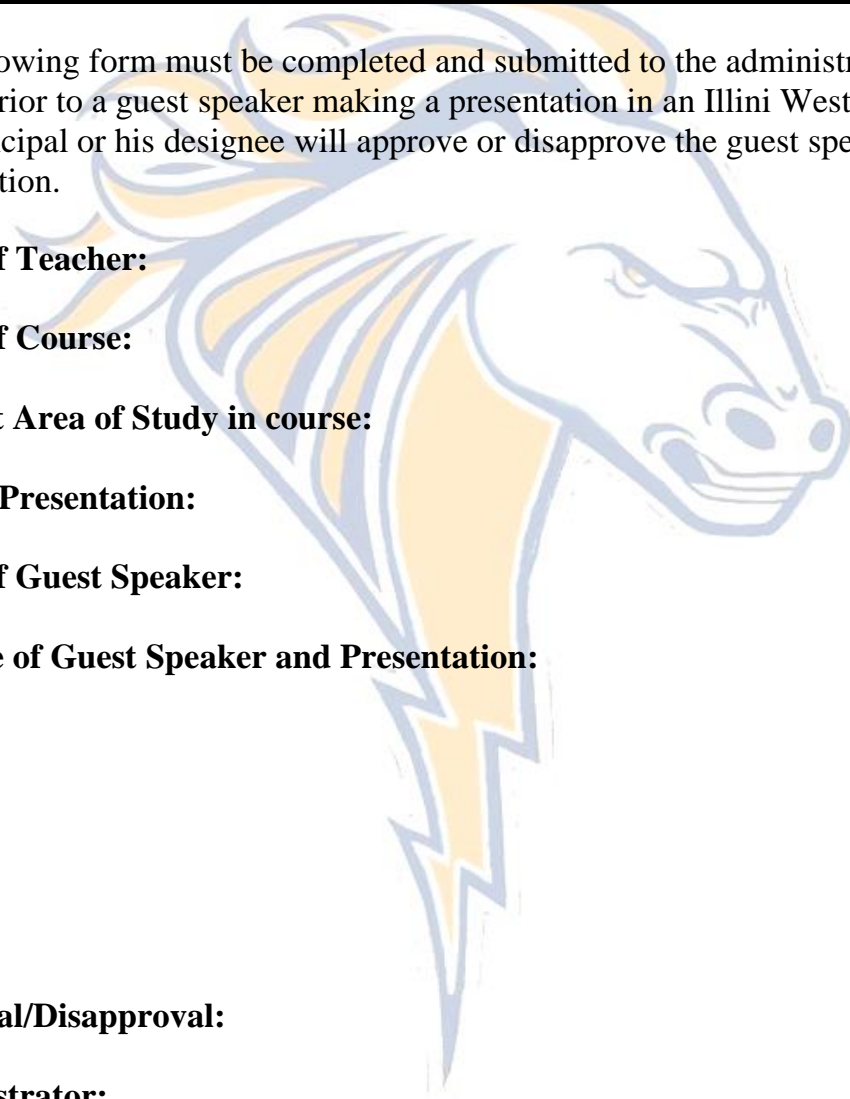 owing form must be completed and submitted to the administr
rior to a guest speaker making a presentation in an Illini West
cipal or his designee will approve or disapprove the guest spe
tion.
f Teacher:
f Course:
t Area of Study in course:
Presentation:
f Guest Speaker:
e of Guest Speaker and Presentation:
al/Disapproval:
strator: